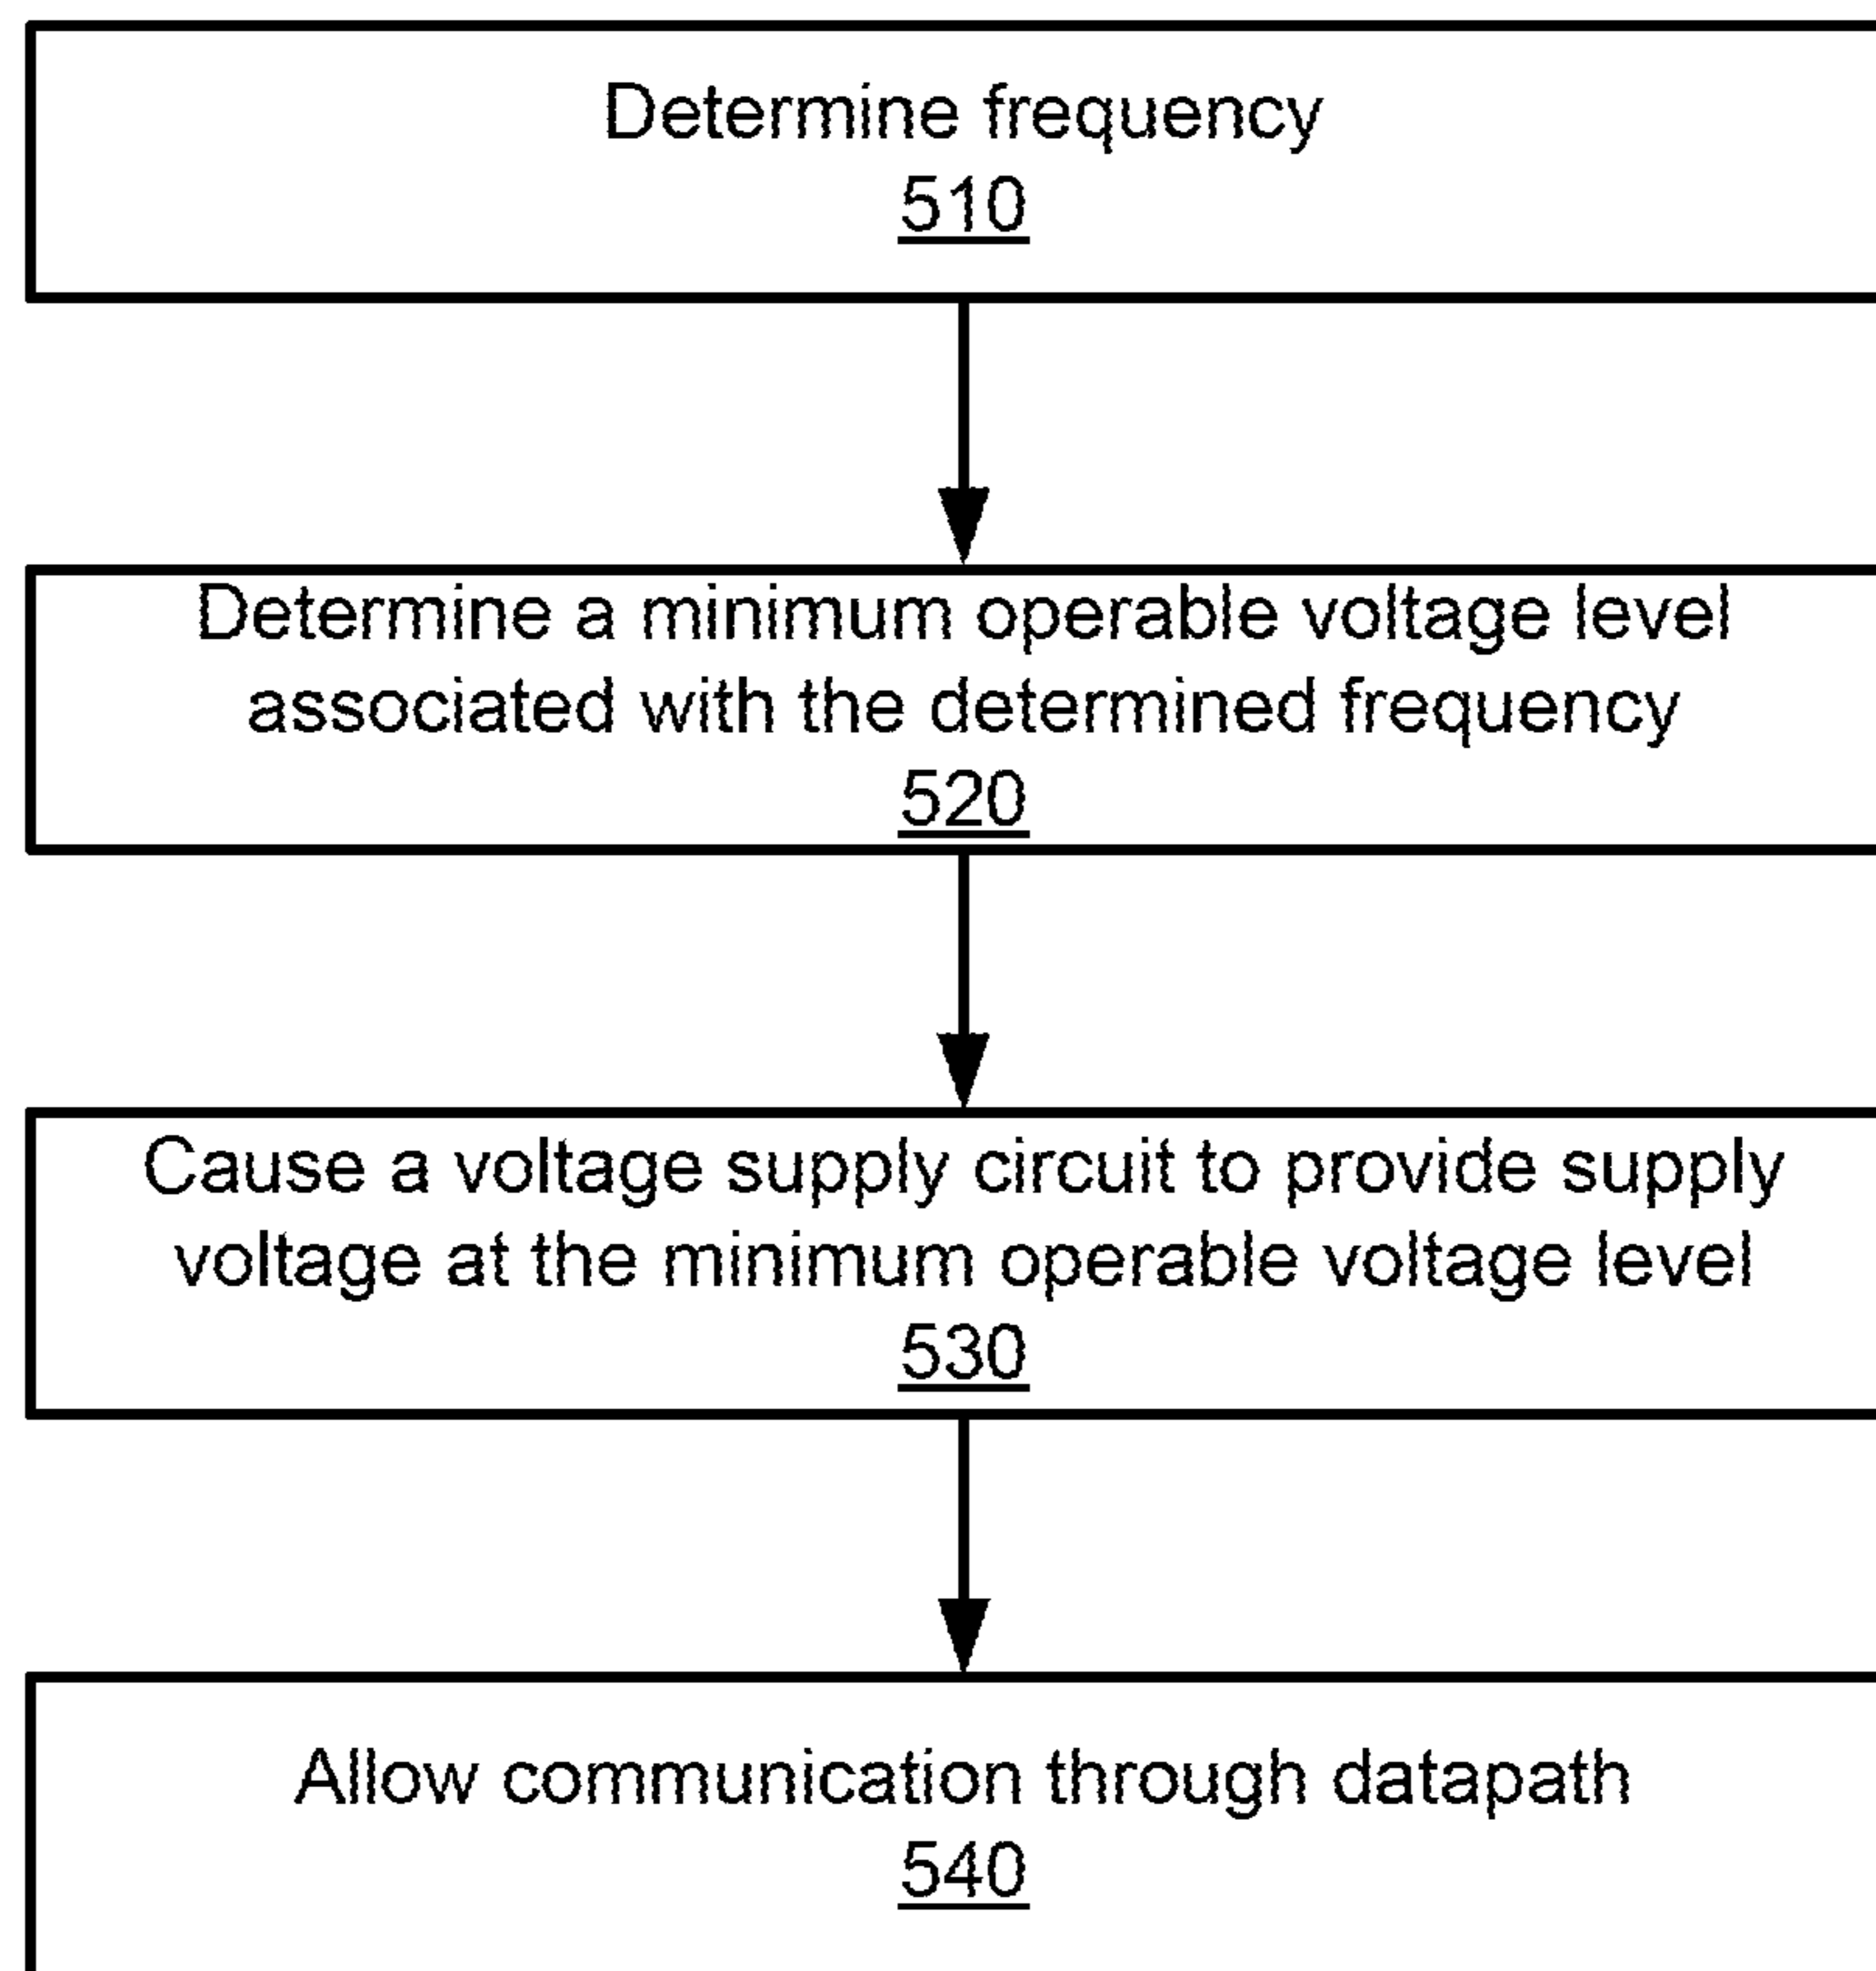 Determine frequency
510
Determine a minimum operable voltage level
associated with the determined frequency
520
Cause a voltage supply circuit to provide supply
voltage at the minimum operable voltage level
530
Allow communication through datapath
540